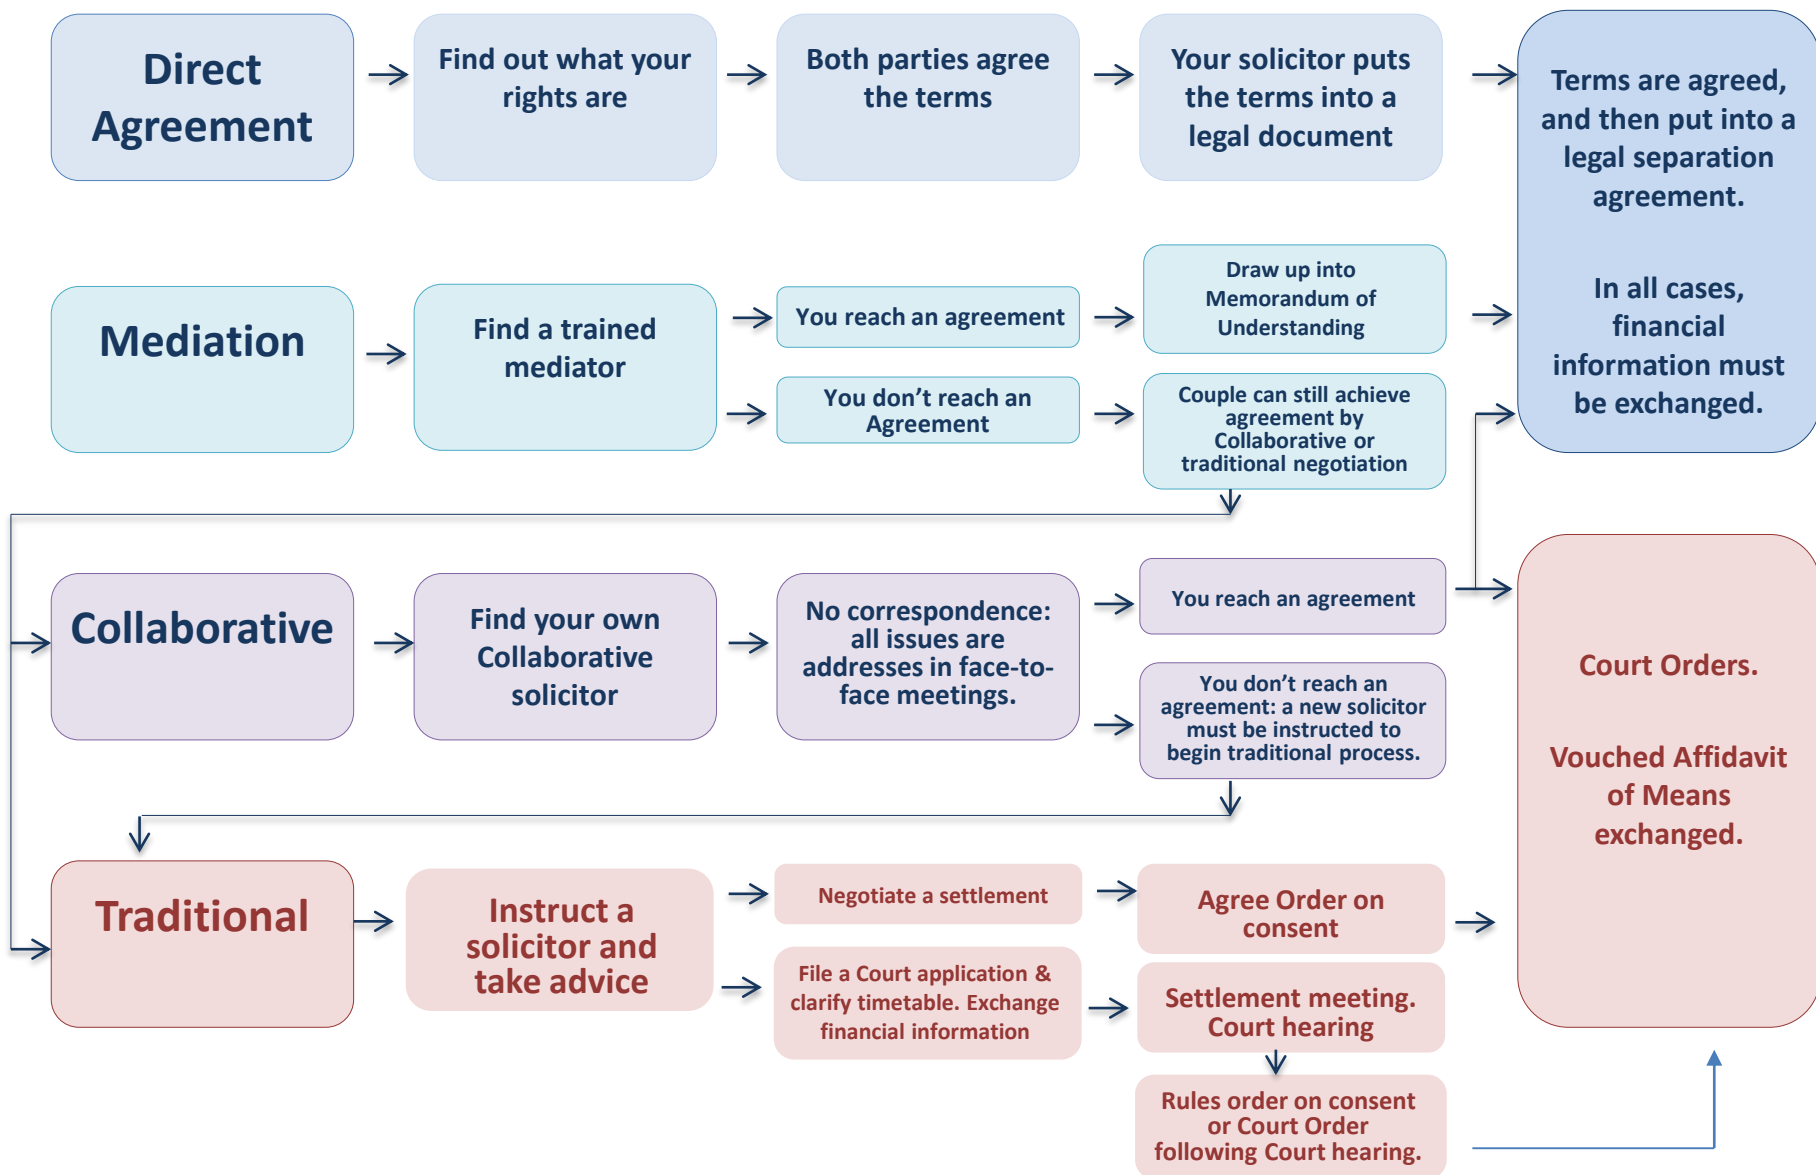 Direct
Agreement
Find out what your
rights are
Both parties agree
the terms
Your solicitor puts
the terms into a
legal document
Terms are agreed,
and then put into a
legal separation
agreement.
In all cases,
financial
information must
be exchanged.
Mediation
Find a trained
mediator
You reach an agreement
Draw up into
Memorandum of
Understanding
You don’t reach an
Agreement
Couple can still achieve
agreement by
Collaborative or
traditional negotiation
Collaborative
Find your own
Collaborative
solicitor
No correspondence:
all issues are
addresses in face-to-
face meetings.
You reach an agreement
You don’t reach an
agreement: a new solicitor
must be instructed to
begin traditional process.
Court Orders.
Vouched Affidavit
of Means
exchanged.
Traditional
Instruct a
solicitor and
take advice
Negotiate a settlement
Agree Order on
consent
File a Court application &
clarify timetable. Exchange
financial information
Settlement meeting.
Court hearing
Rules order on consent
or Court Order
following Court hearing.